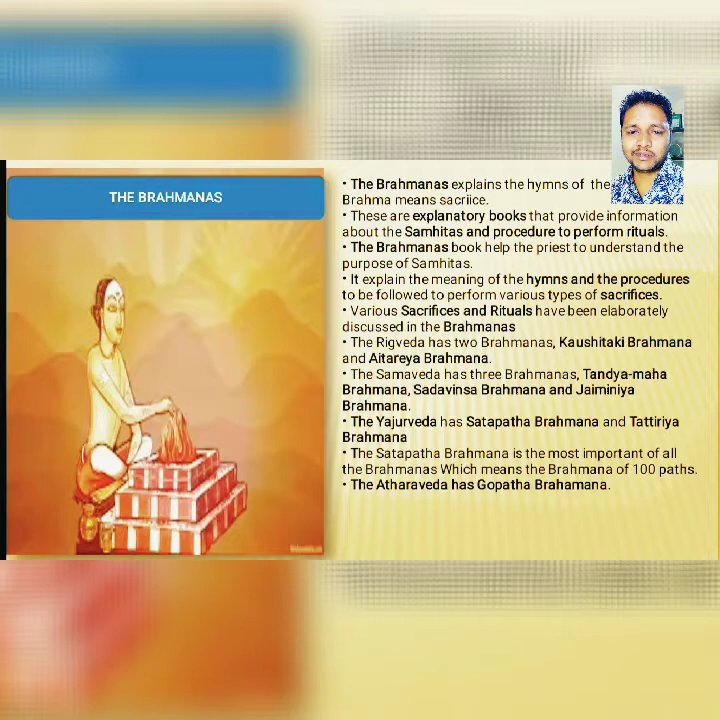 THE BRAHMANAS
• The Brahmanas explains the hymns of the
Brahma means sacriice.
• These are explanatory books that provide information
about the Samhitas and procedure to perform rituals.
• The Brahmanas book help the priest to understand the
purpose of Samhitas.
• It explain the meaning of the hymns and the procedures
to be followed to perform various types of sacrifices.
• Various Sacrifices and Rituals have been elaborately
discussed in the Brahmanas
• The Rigveda has two Brahmanas, Kaushitaki Brahmana
and Aitareya Brahmana.
• The Samaveda has three Brahmanas, Tandya-maha
Brahmana, Sadavinsa Brahmana and Jaiminiya
Brahmana.
• The Yajurveda has Satapatha Brahmana and Tattiriya
Brahmana
• The Satapatha Brahmana is the most important of all
the Brahmanas Which means the Brahmana of 100 paths.
• The Atharaveda has Gopatha Brahamana.